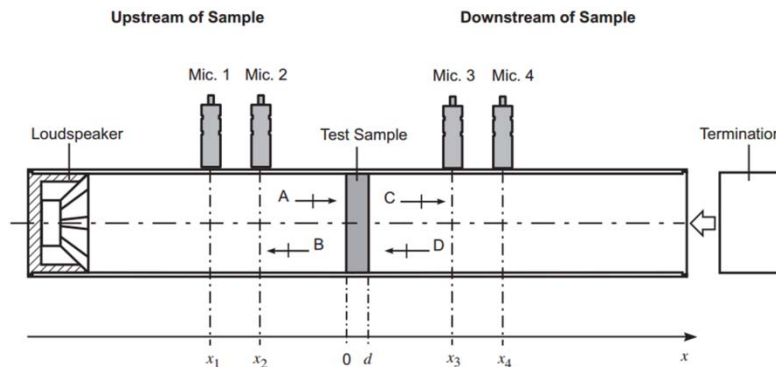 Upstream of Sample Downstream of Sample
Mic. 1 Mic. 2 Mic. 3 Mic. 4
Loudspeaker Test Sample Termination
A C
B D
x1 x2 0 d x3 x4 x